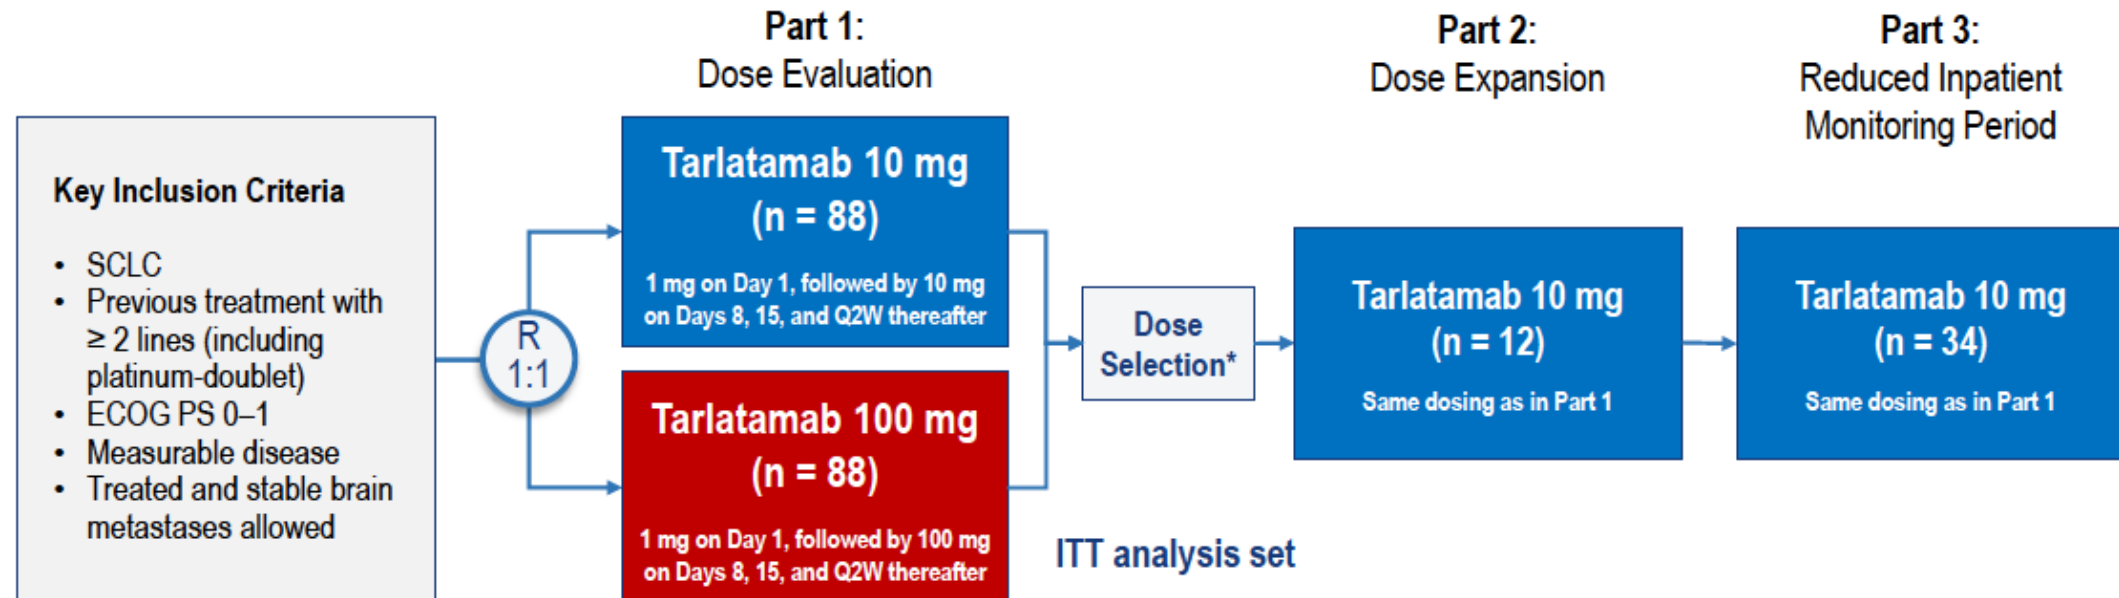 Part 1:
Dose Evaluation
Part 2:
Dose Expansion
Part 3:
Reduced Inpatient
Monitoring Period
Key Inclusion Criteria
• SCLC
• Previous treatment with
≥ 2 lines (including
platinum-doublet)
• ECOG PS 0–1
• Measurable disease
• Treated and stable brain
metastases allowed
R
1:1
Tarlatamab 10 mg
(n = 88)
1 mg on Day 1, followed by 10 mg
on Days 8, 15, and Q2W thereafter
Tarlatamab 100 mg
(n = 88)
1 mg on Day 1, followed by 100 mg
on Days 8, 15, and Q2W thereafter
Dose
Selection*
ITT analysis set
Tarlatamab 10 mg
(n = 12)
Same dosing as in Part 1
Tarlatamab 10 mg
(n = 34)
Same dosing as in Part 1